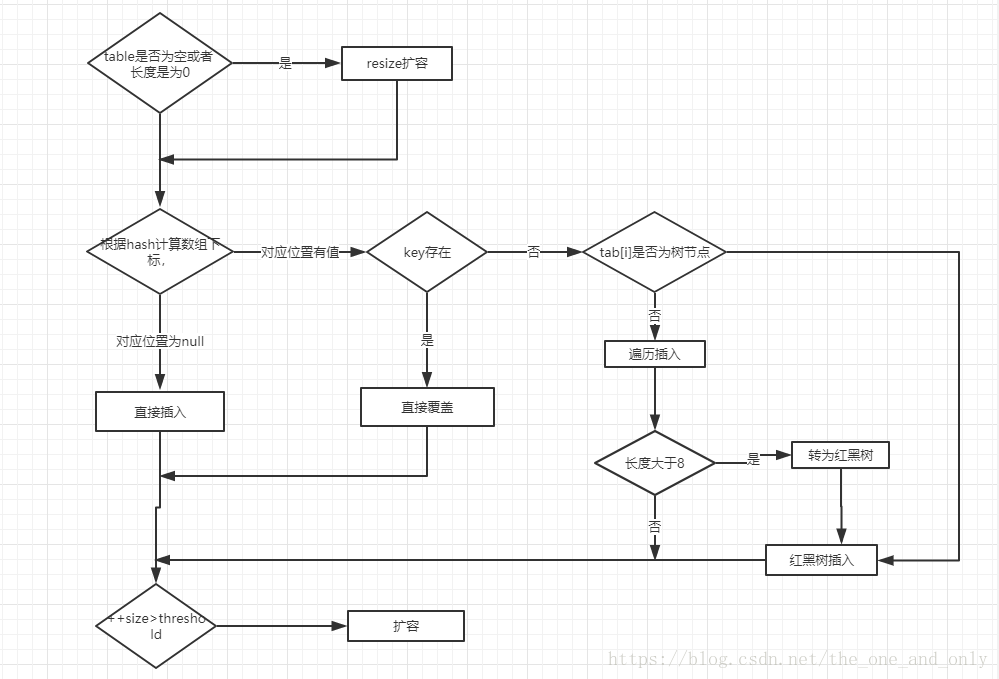 table是否为空或者
长度是为0
是
resize扩容
根据hash计算数组下
标，
对应位置有值
key存在
否
tab[i]是否为树节点
对应位置为null
是
否
遍历插入
直接插入
直接覆盖
长度大于8
是
转为红黑树
否
红黑树插入
++size>thresho
ld
扩容
https://blog.csdn.net/the_one_and_only